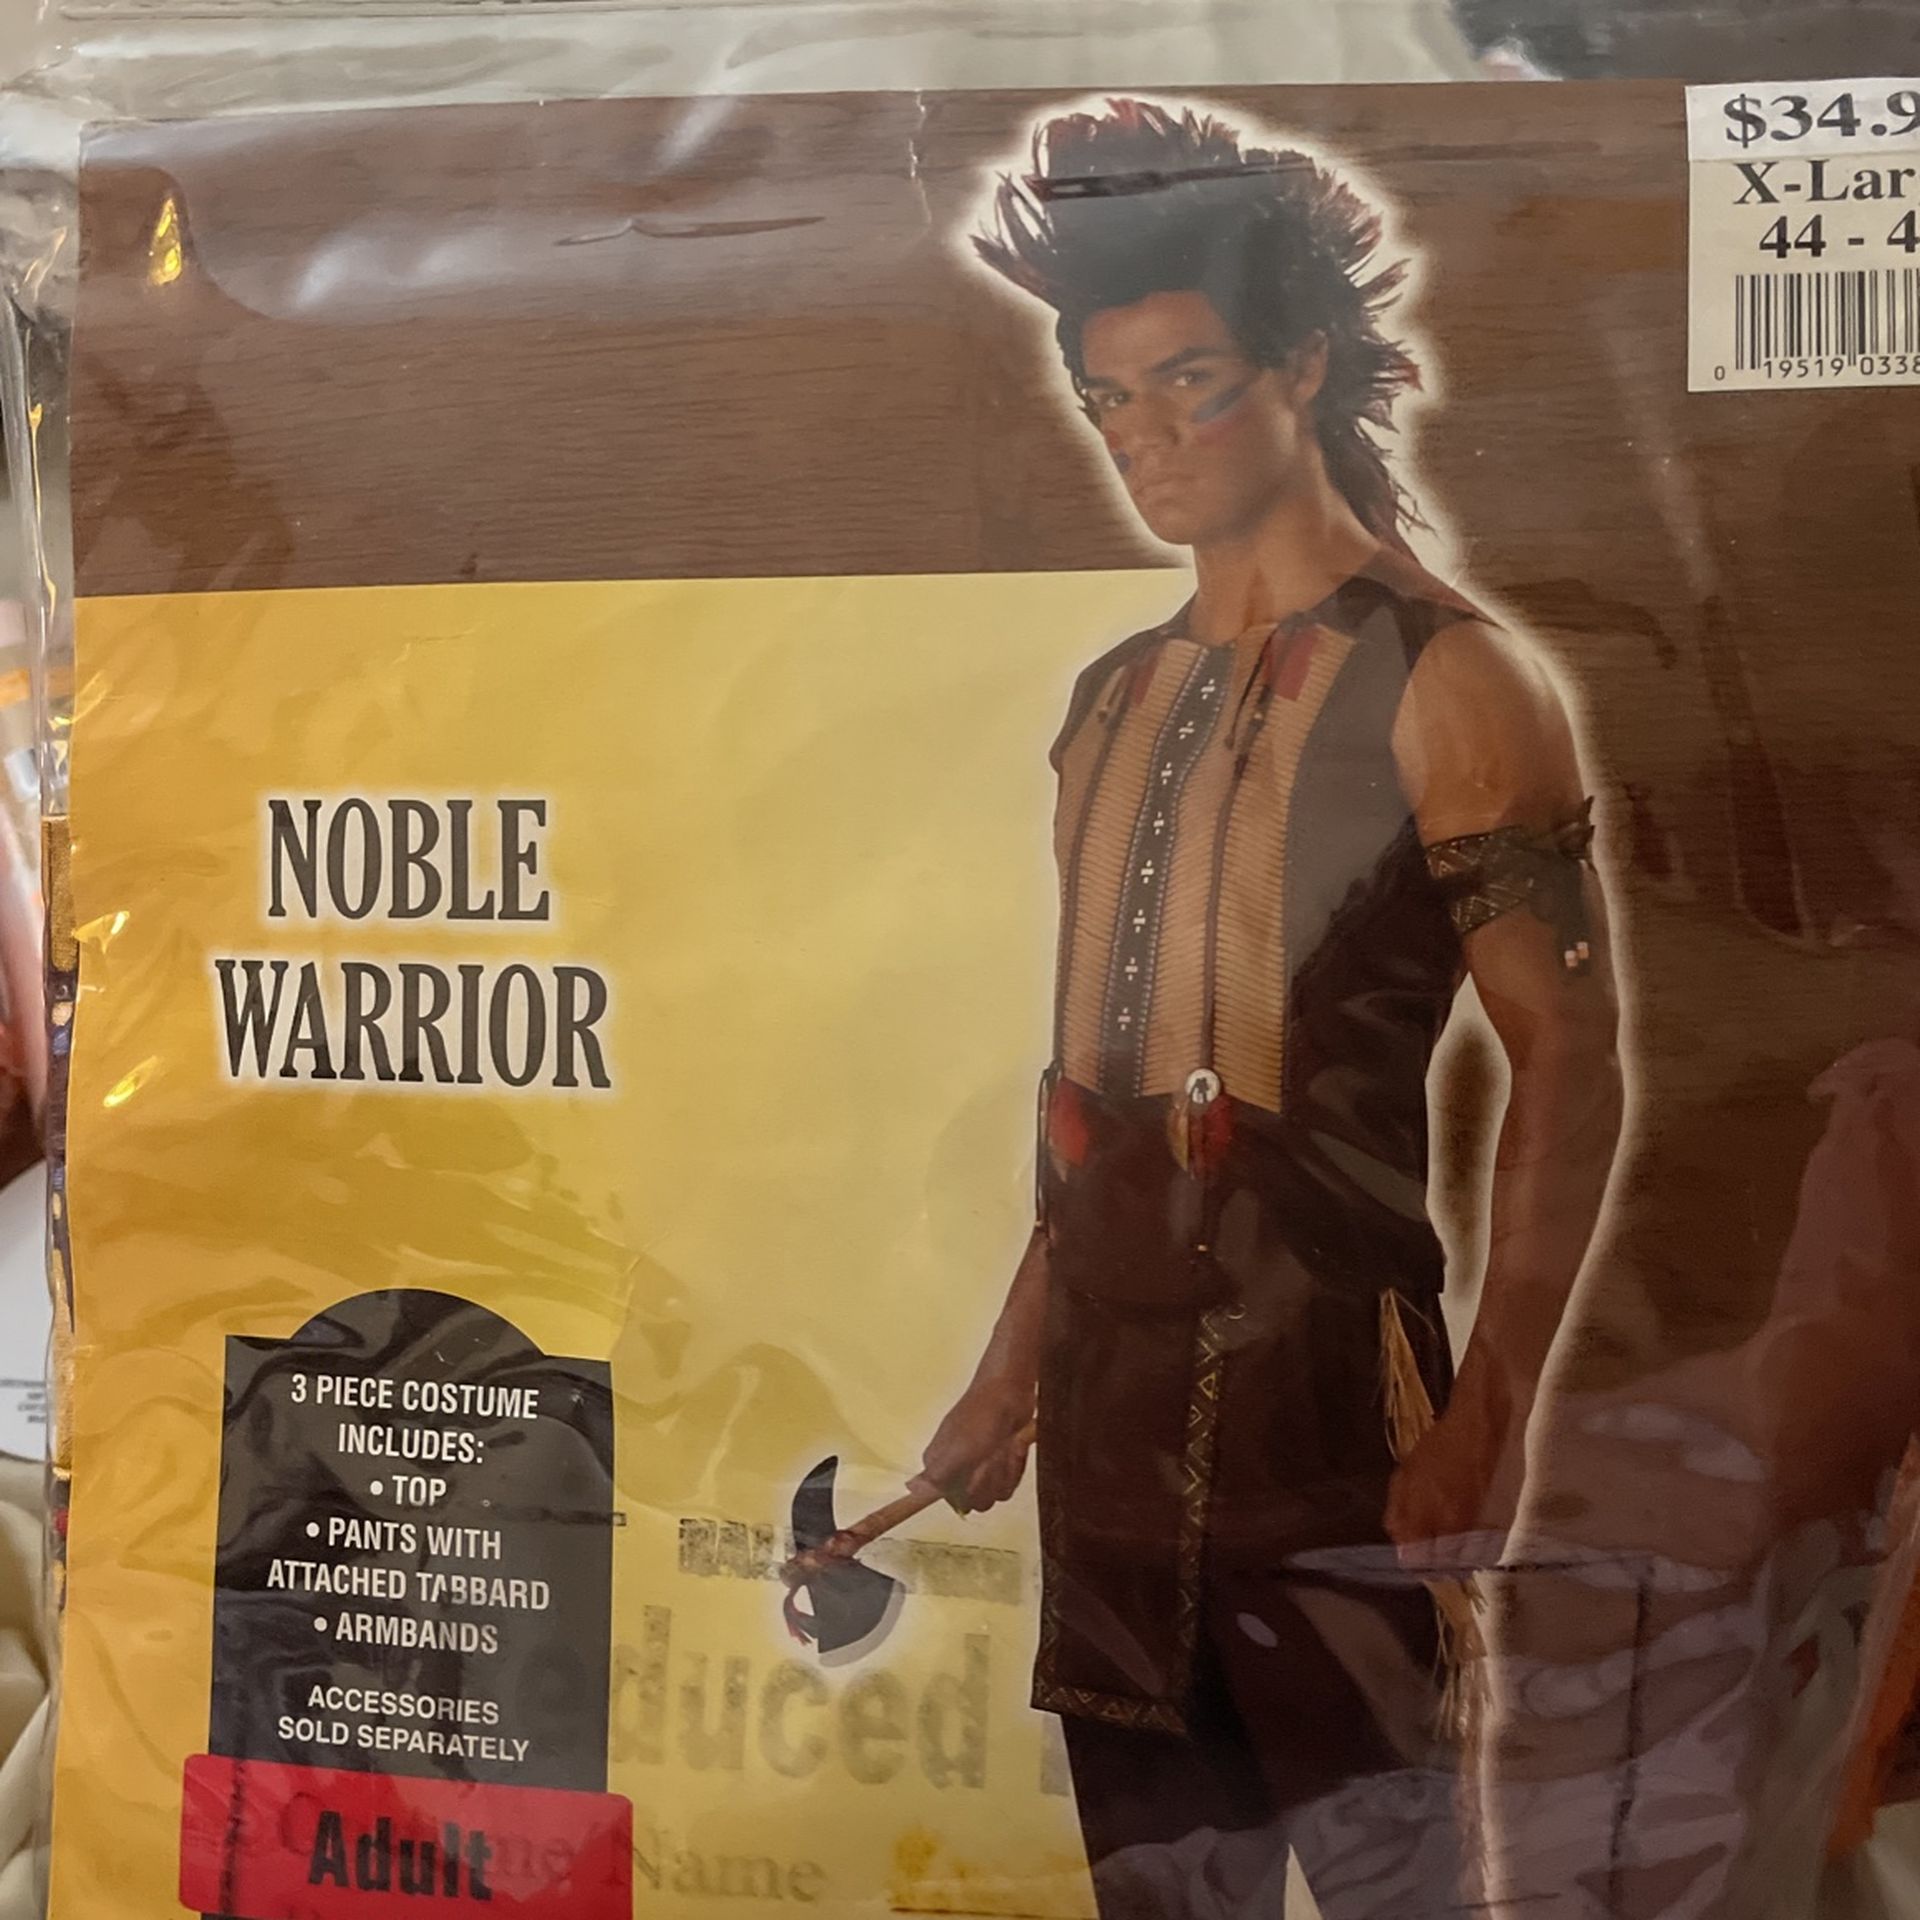 $34.9
X-Lar
44 - 4
0 19519 0338
NOBLE
WARRIOR
3 PIECE COSTUME
INCLUDES:
• TOP
• PANTS WITH
ATTACHED TABBARD
• ARMBANDS
ACCESSORIES
SOLD SEPARATELY
duced
Adult
Name